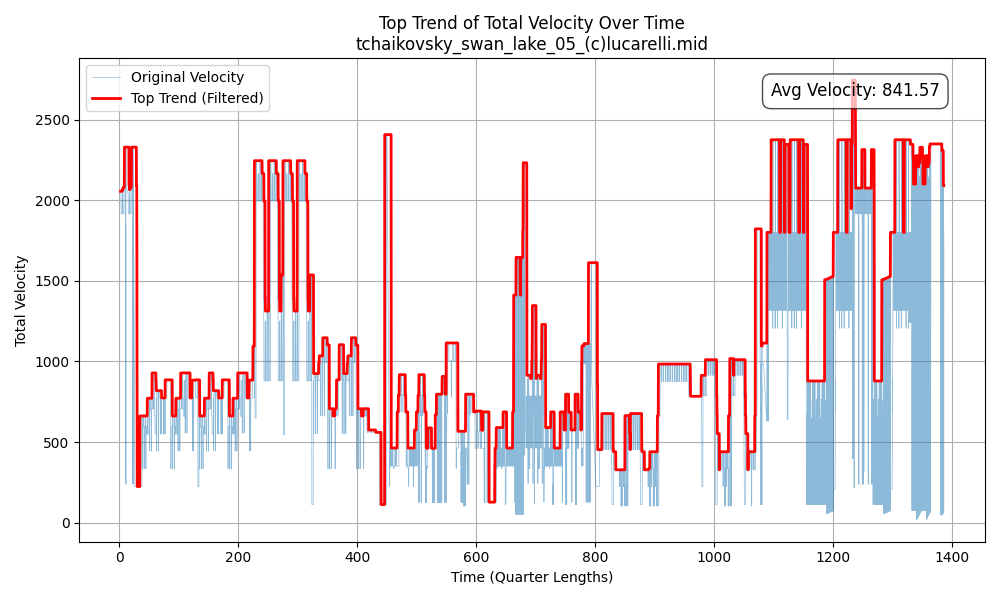 Top Trend of Total Velocity Over Time
tchaikovsky_swan_lake_05_(c)lucarelli.mid
Original Velocity
Top Trend (Filtered)
Avg Velocity: 841.57
Total Velocity
2500
2000
1500
1000
500
0
0 200 400 600 800 1000 1200 1400
Time (Quarter Lengths)